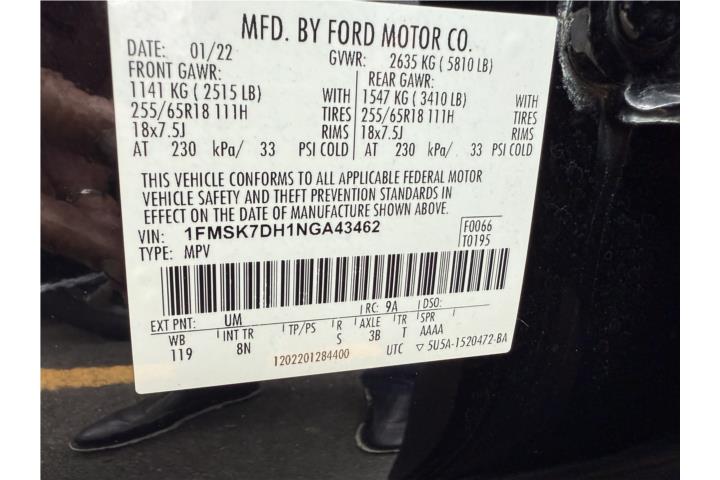 MFD. BY FORD MOTOR CO.
DATE: 01/22 GVWR: 2635 KG ( 5810 LB)
FRONT GAWR: REAR GAWR:
1141 KG ( 2515 LB) WITH 1547 KG ( 3410 LB) WITH
255/65R18 111H TIRES 255/65R18 111H TIRES
18x7.5J RIMS 18x7.5J RIMS
AT 230 kPa/ 33 PSI COLD AT 230 kPa/ 33 PSI COLD
THIS VEHICLE CONFORMS TO ALL APPLICABLE FEDERAL MOTOR
VEHICLE SAFETY AND THEFT PREVENTION STANDARDS IN
EFFECT ON THE DATE OF MANUFACTURE SHOWN ABOVE.
VIN: 1FMSK7DH1NGA43462 F0066
TYPE: MPV T0195
EXT PNT: UM RC: 9A DSO:
WB INT TR TP/PS R AXLE TR SPR
119 8N S 3B T AAAA
1202201284400 UTC ▽ 5U5A-1520472-BA